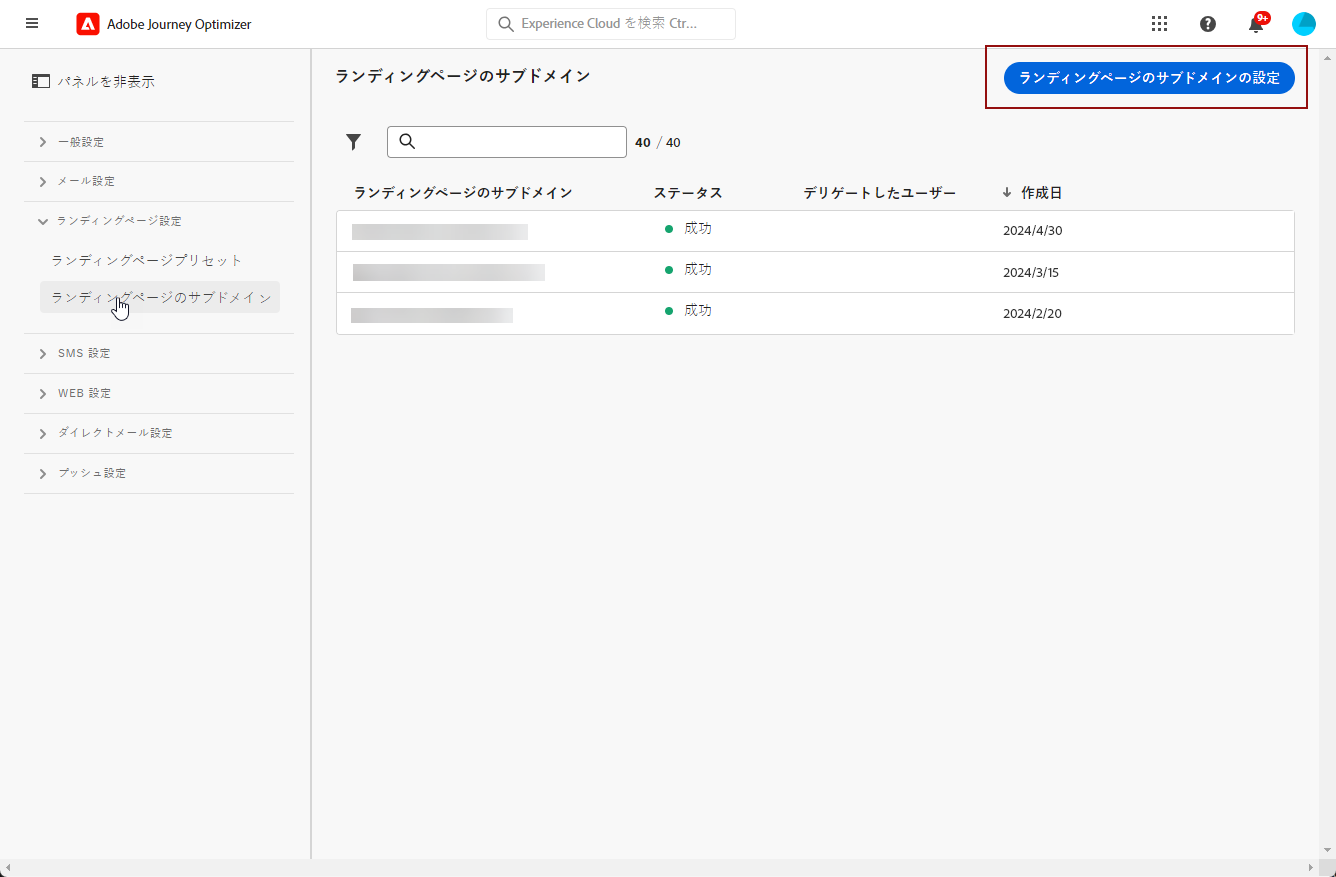 Adobe Journey Optimizer
Experience Cloud を検索 Ctr...
9+
パネルを非表示
一般設定
メール設定
ランディングページ設定
ランディングページプリセット
ランディングページのサブドメイン
SMS 設定
WEB 設定
ダイレクトメール設定
プッシュ設定
ランディングページのサブドメイン
ランディングページのサブドメインの設定
40 / 40
ランディングページのサブドメイン ステータス デリゲートしたユーザー 作成日
成功 2024/4/30
成功 2024/3/15
成功 2024/2/20